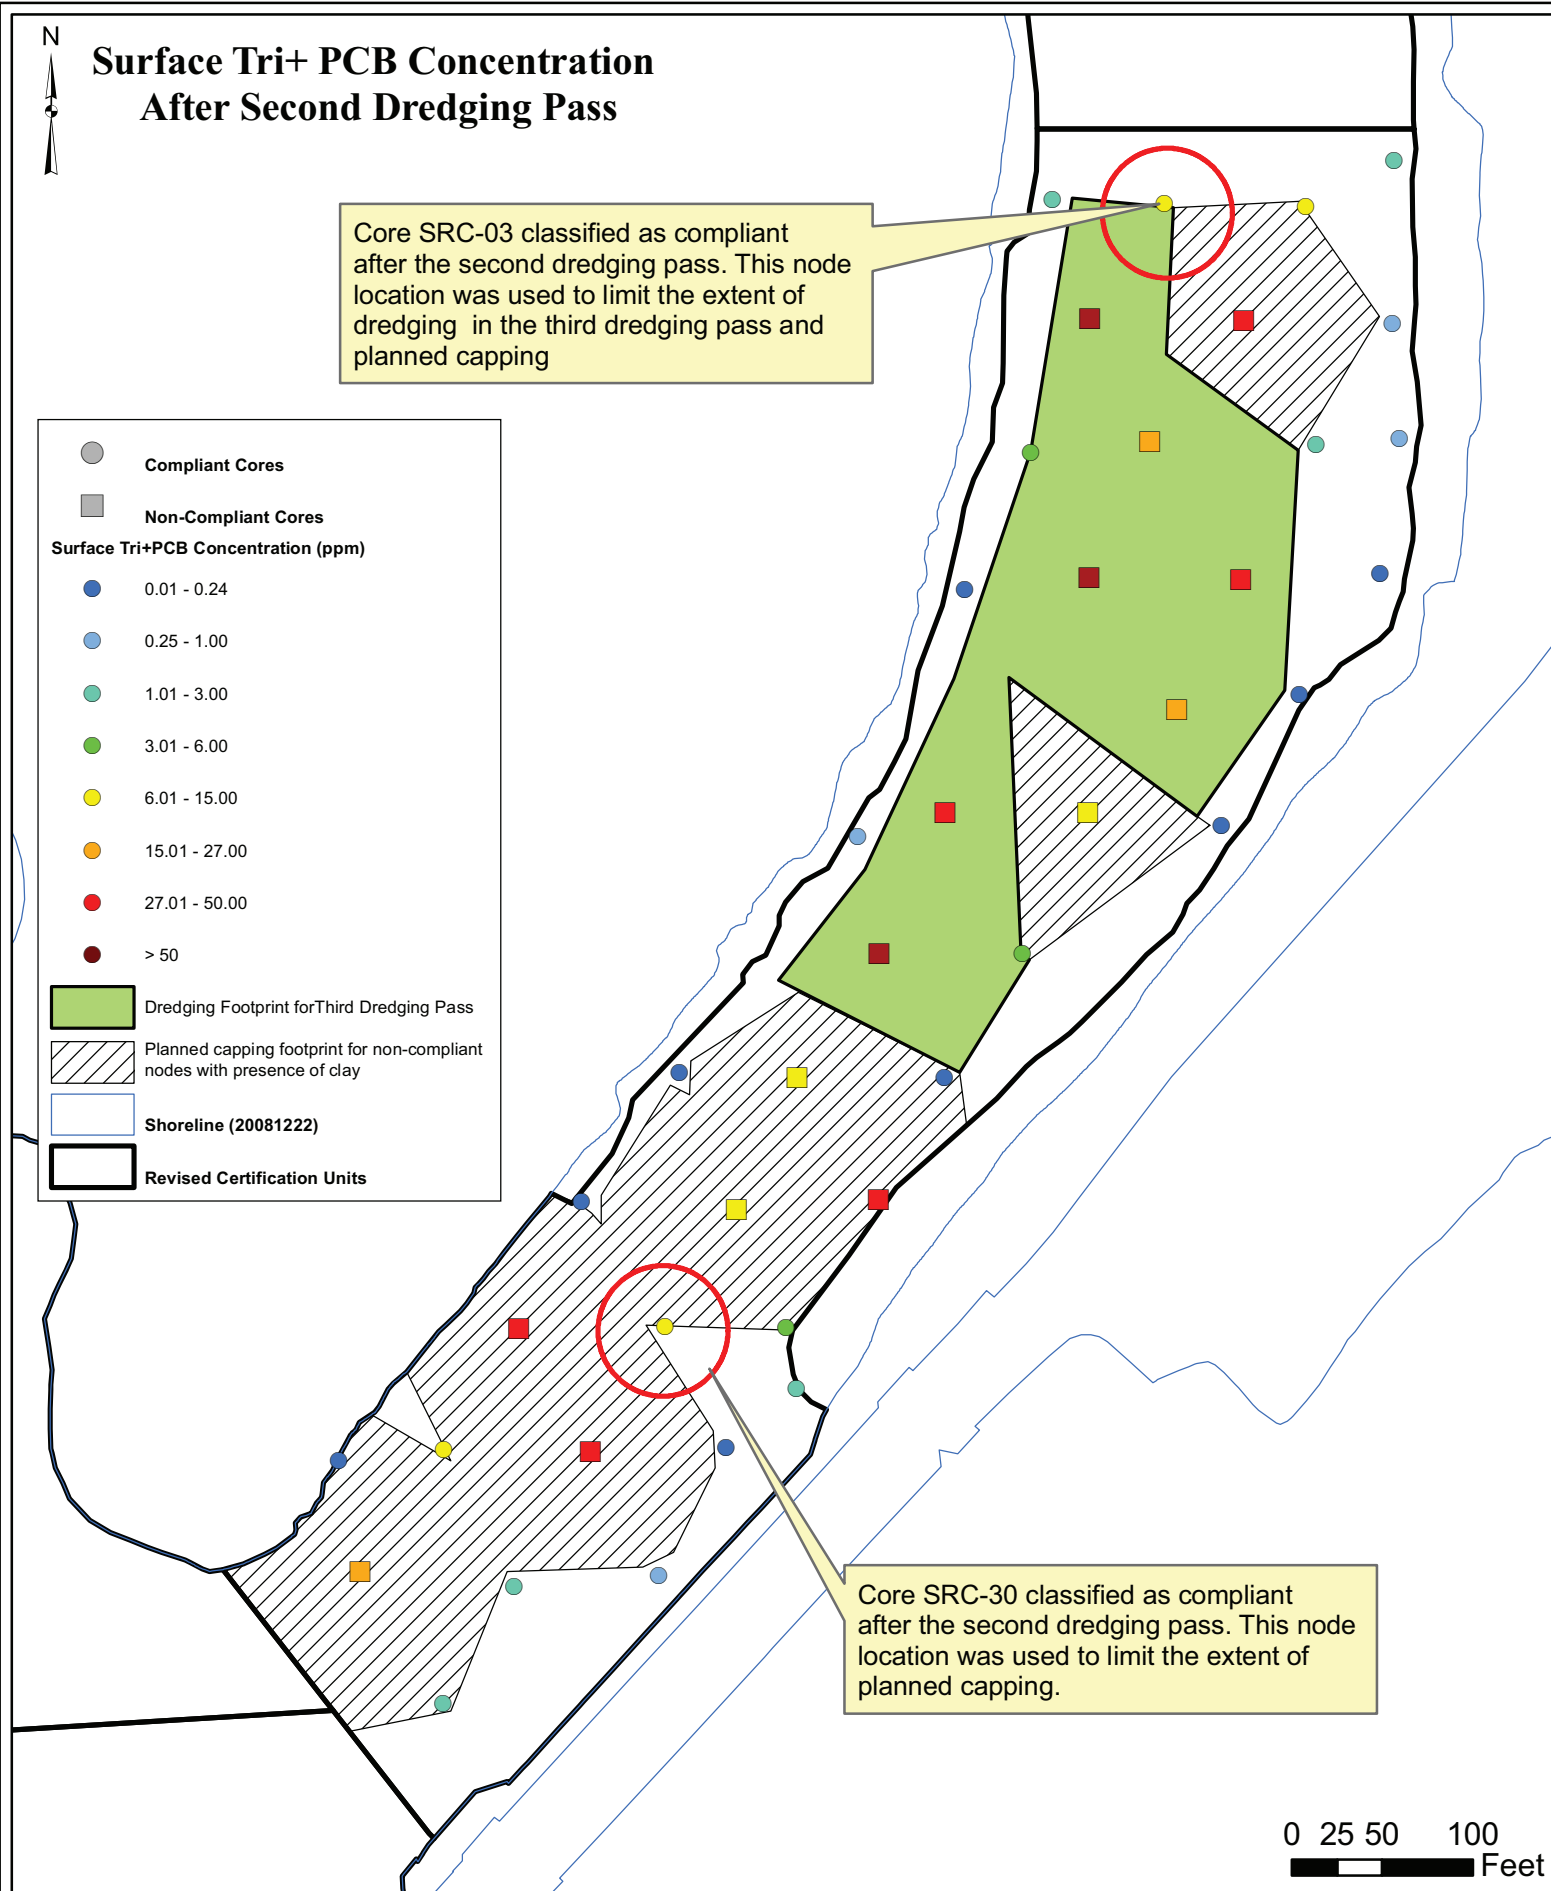 N
Surface Tri+ PCB Concentration
After Second Dredging Pass
Core SRC-03 classified as compliant
after the second dredging pass. This node
location was used to limit the extent of
dredging in the third dredging pass and
planned capping
Compliant Cores
Non-Compliant Cores
Surface Tri+PCB Concentration (ppm)
0.01 - 0.24
0.25 - 1.00
1.01 - 3.00
3.01 - 6.00
6.01 - 15.00
15.01 - 27.00
27.01 - 50.00
> 50
Dredging Footprint forThird Dredging Pass
Planned capping footprint for non-compliant
nodes with presence of clay
Shoreline (20081222)
Revised Certification Units
Core SRC-30 classified as compliant
after the second dredging pass. This node
location was used to limit the extent of
planned capping.
0 25 50 100
Feet